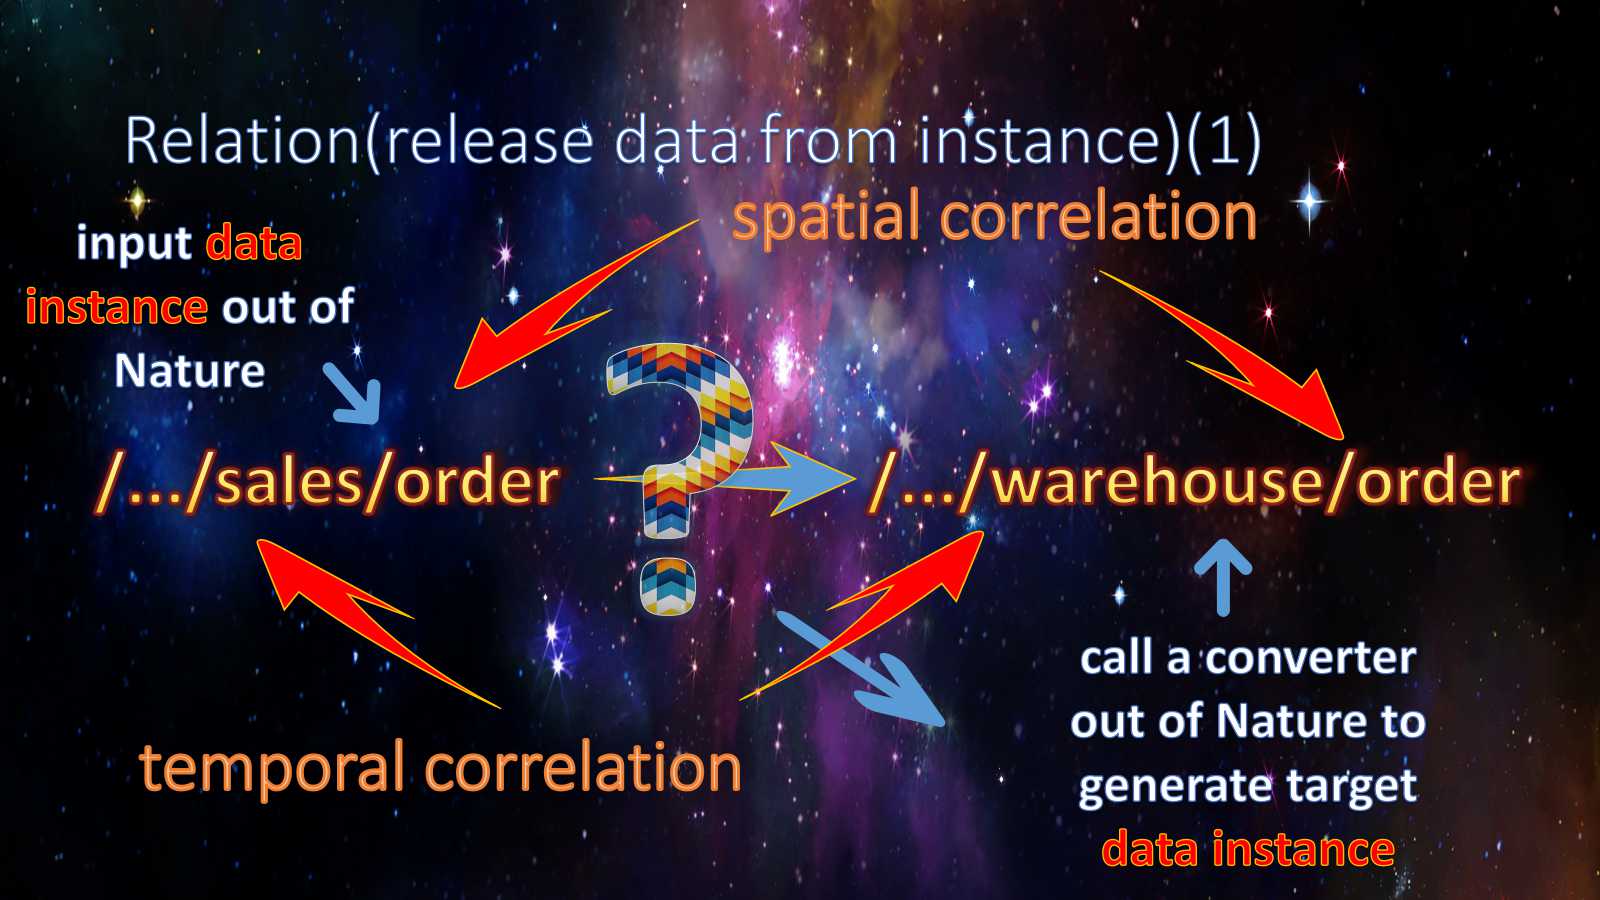 Relation(release data from instance)(1)
spatial correlation
input data
instance out of
Nature
/.../sales/order
?
/.../warehouse/order
call a converter
out of Nature to
generate target
data instance
temporal correlation